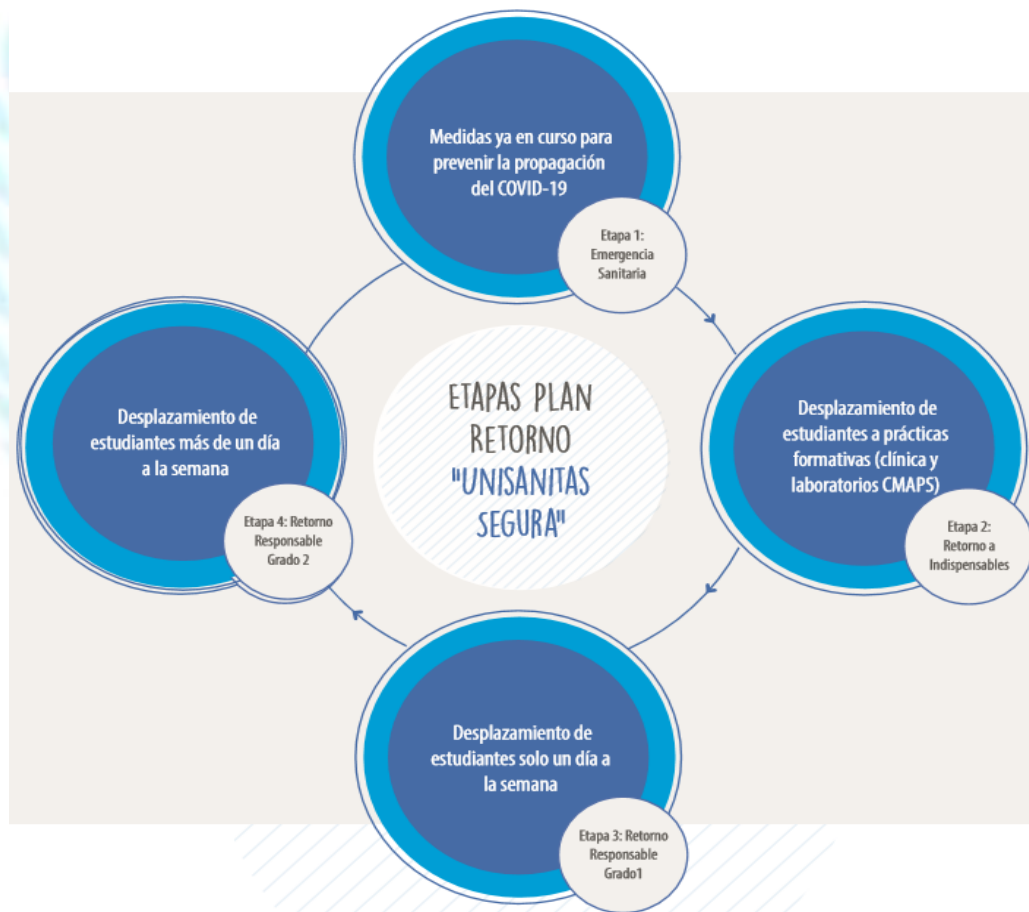 Medidas ya en curso para
prevenir la propagación
del COVID-19
Etapa 1:
Emergencia
Sanitaria
ETAPAS PLAN
RETORNO
"UNISANITAS
SEGURA"
Desplazamiento de
estudiantes a prácticas
formativas (clínica y
laboratorios CMAPS)
Etapa 2:
Retorno a
Indispensables
Desplazamiento de
estudiantes solo un día a
la semana
Etapa 3: Retorno
Responsable
Grado1
Desplazamiento de
estudiantes más de un día
a la semana
Etapa 4: Retorno
Responsable
Grado 2